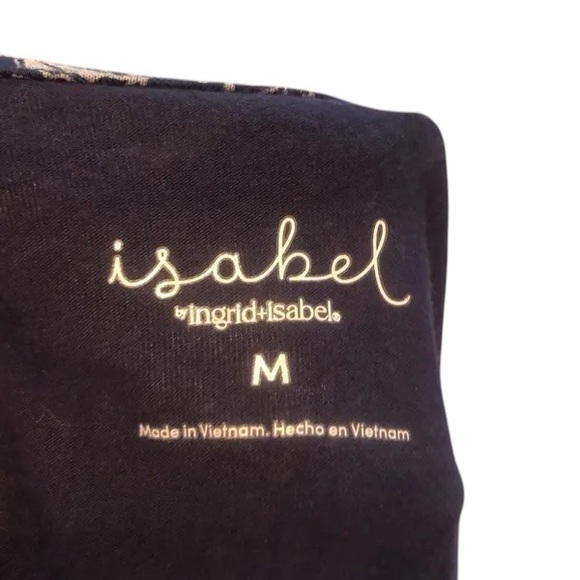 isabel
by ingrid+isabel®
M
Made in Vietnam. Hecho en Vietnam